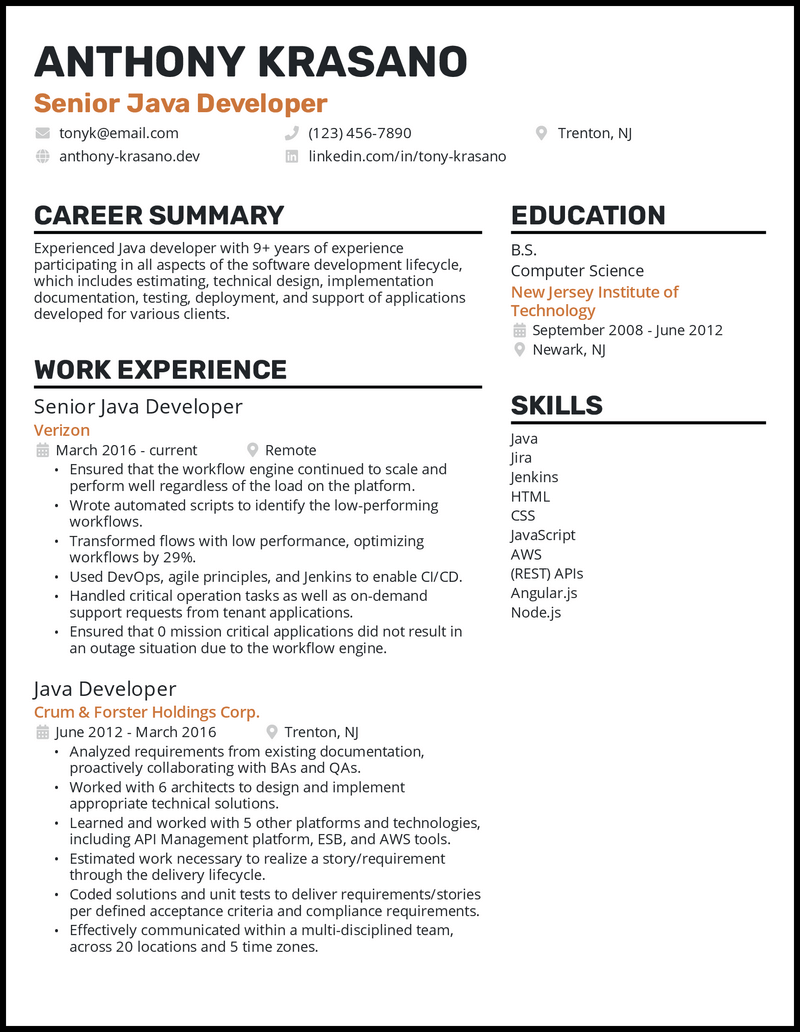 ANTHONY KRASANO
Senior Java Developer
tonyk@email.com
(123) 456-7890
Trenton, NJ
anthony-krasano.dev
linkedin.com/in/tony-krasano
CAREER SUMMARY
Experienced Java developer with 9+ years of experience
participating in all aspects of the software development lifecycle,
which includes estimating, technical design, implementation
documentation, testing, deployment, and support of applications
developed for various clients.
WORK EXPERIENCE
Senior Java Developer
Verizon
March 2016 - current
Remote
• Ensured that the workflow engine continued to scale and
perform well regardless of the load on the platform.
• Wrote automated scripts to identify the low-performing
workflows.
• Transformed flows with low performance, optimizing
workflows by 29%.
• Used DevOps, agile principles, and Jenkins to enable CI/CD.
• Handled critical operation tasks as well as on-demand
support requests from tenant applications.
• Ensured that 0 mission critical applications did not result in
an outage situation due to the workflow engine.
Java Developer
Crum & Forster Holdings Corp.
June 2012 - March 2016
Trenton, NJ
• Analyzed requirements from existing documentation,
proactively collaborating with BAs and QAs.
• Worked with 6 architects to design and implement
appropriate technical solutions.
• Learned and worked with 5 other platforms and technologies,
including API Management platform, ESB, and AWS tools.
• Estimated work necessary to realize a story/requirement
through the delivery lifecycle.
• Coded solutions and unit tests to deliver requirements/stories
per defined acceptance criteria and compliance requirements.
• Effectively communicated within a multi-disciplined team,
across 20 locations and 5 time zones.
EDUCATION
B.S.
Computer Science
New Jersey Institute of
Technology
September 2008 - June 2012
Newark, NJ
SKILLS
Java
Jira
Jenkins
HTML
CSS
JavaScript
AWS
(REST) APIs
Angular.js
Node.js